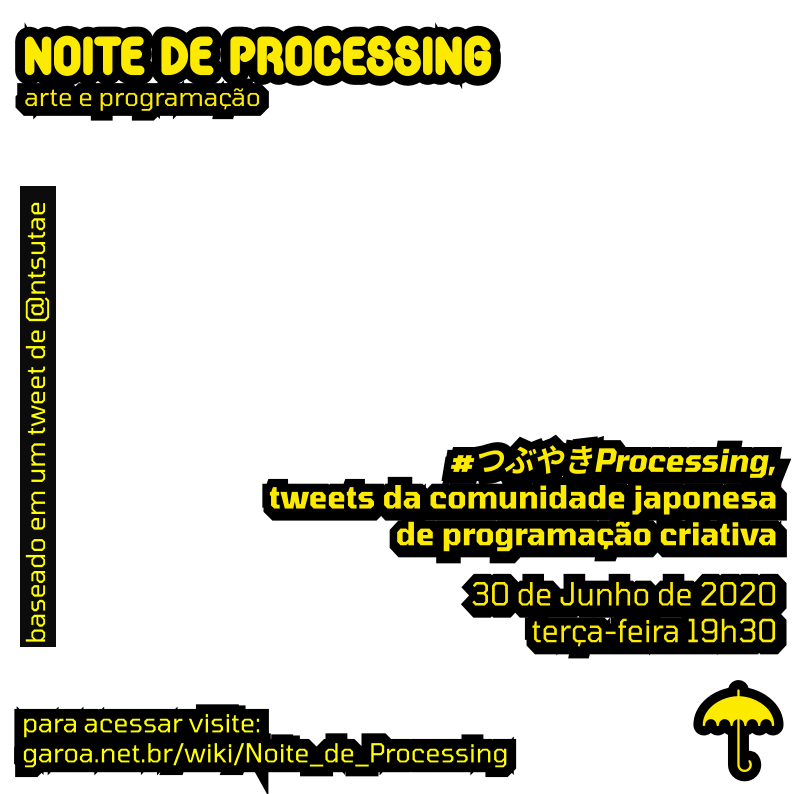 NOITE DE PROCESSING
arte e programação
baseado em um tweet de @ntsutae
#つぶやきProcessing,
tweets da comunidade japonesa
de programação criativa
30 de Junho de 2020
terça-feira 19h30
para acessar visite:
garoa.net.br/wiki/Noite_de_Processing